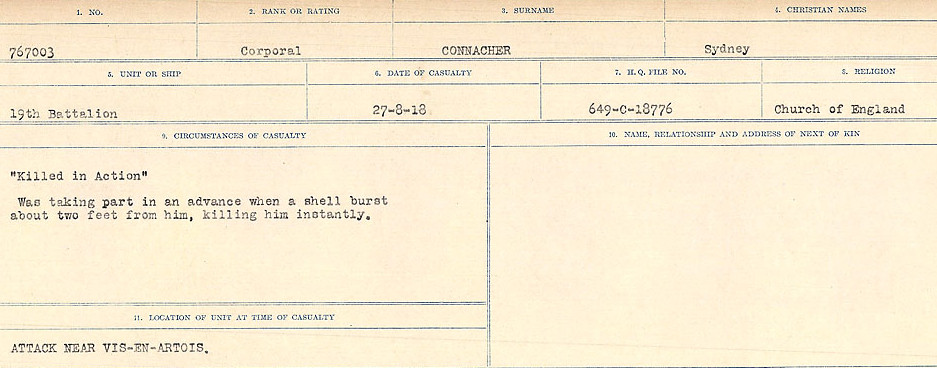 1. NO. 2. RANK OR RATING 3. SURNAME 4. CHRISTIAN NAMES
767003 Corporal CONNACHER Sydney
5. UNIT OR SHIP 6. DATE OF CASUALTY 7. H.Q. FILE NO. 8. RELIGION
19th Battalion 27-8-18 649-C-18776 Church of England
9. CIRCUMSTANCES OF CASUALTY 10. NAME, RELATIONSHIP AND ADDRESS OF NEXT OF KIN
"Killed in Action"
Was taking part in an advance when a shell burst
about two feet from him, killing him instantly.
11. LOCATION OF UNIT AT TIME OF CASUALTY
ATTACK NEAR VIS-EN-ARTOIS.